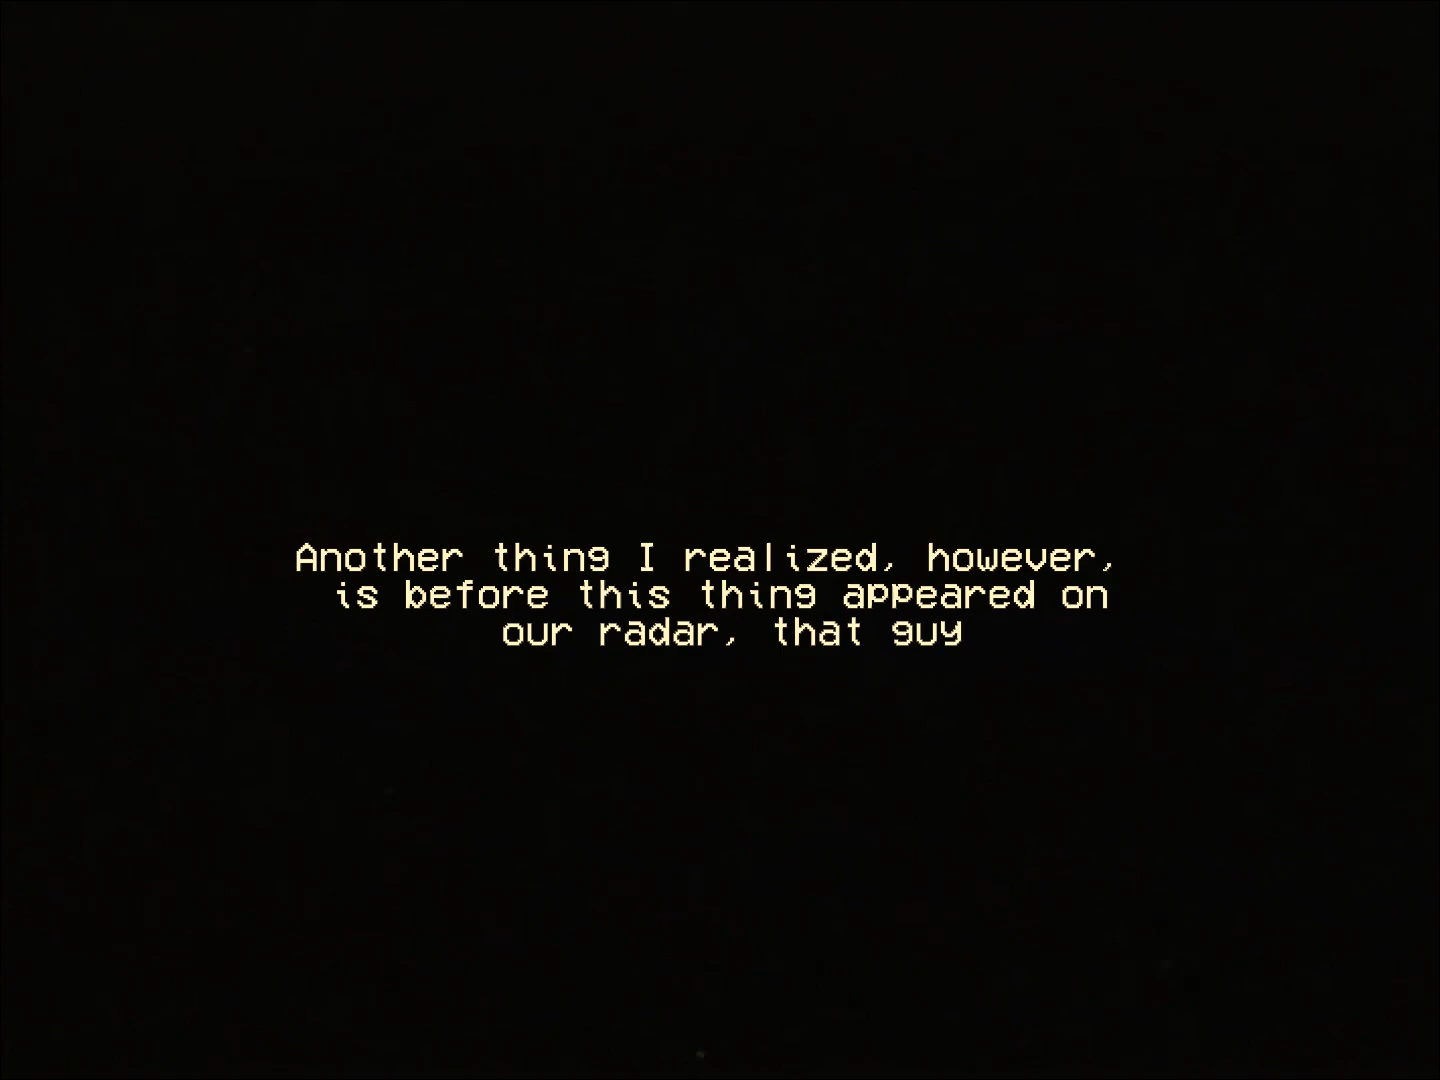 Another thing I realized, however,
is before this thing appeared on
our radar, that guy